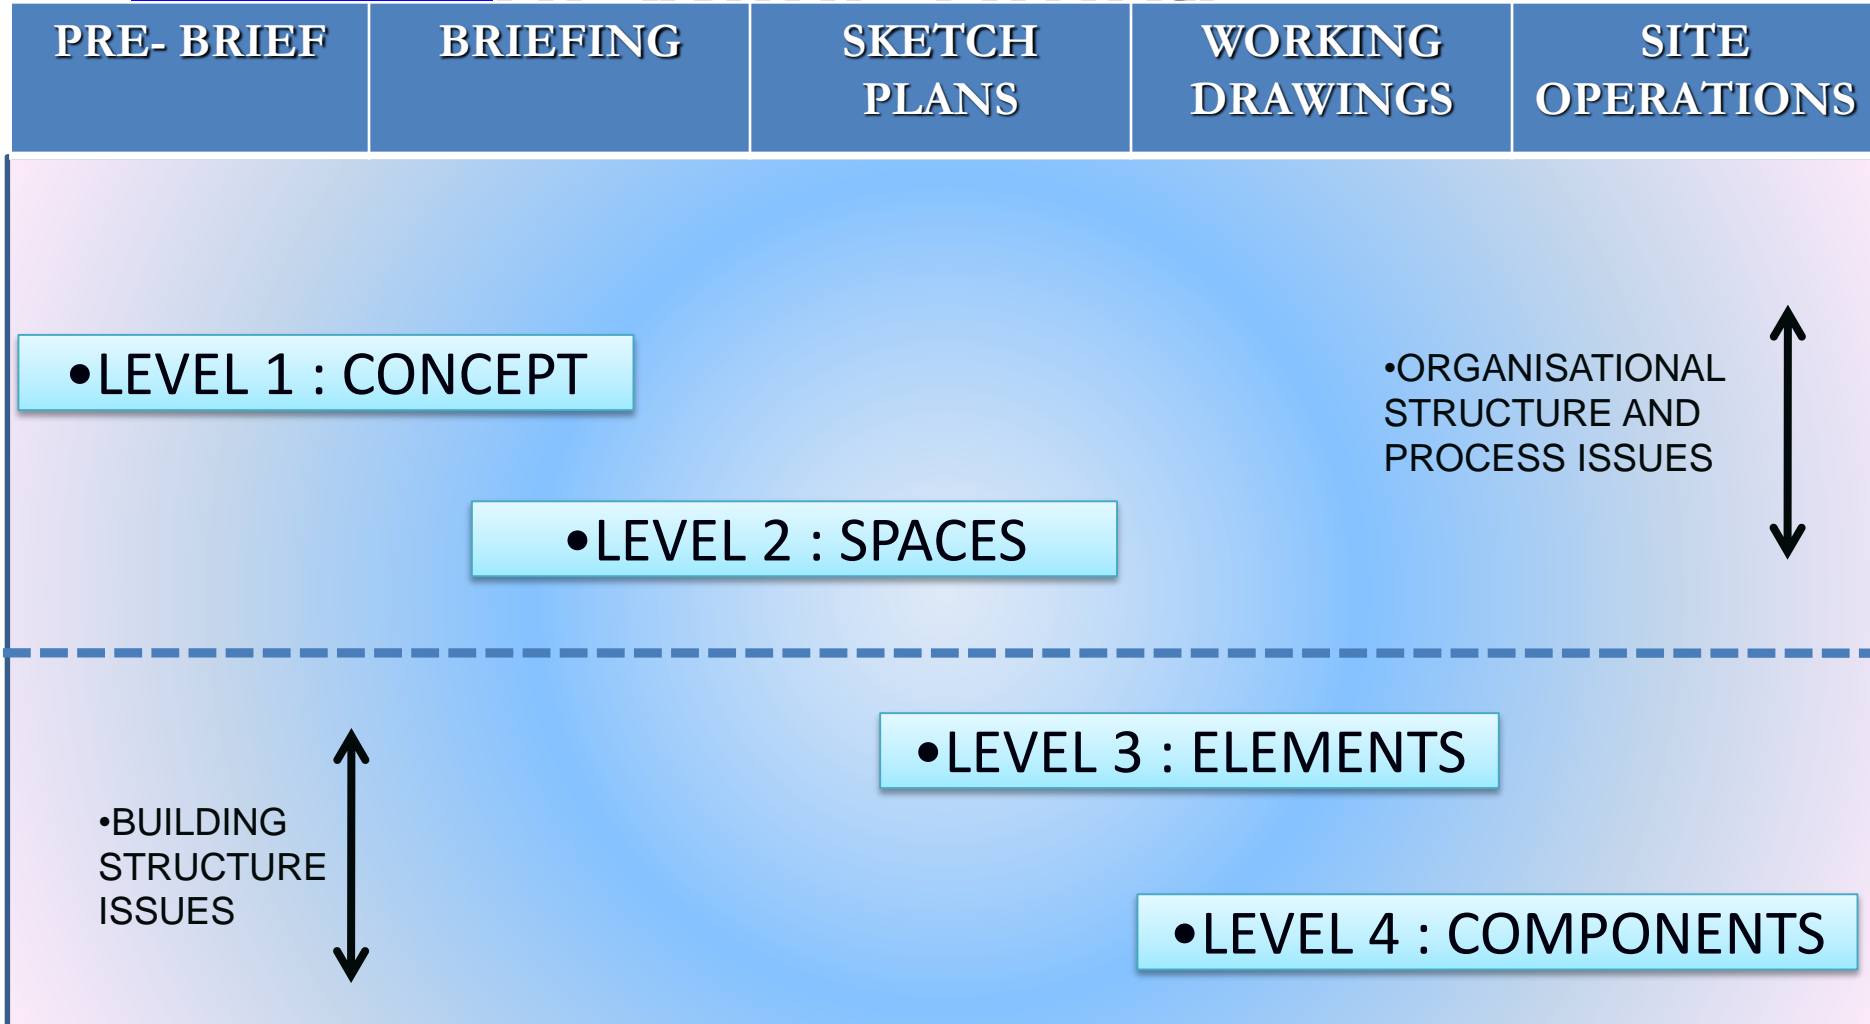 PRE- BRIEF
BRIEFING
SKETCH
PLANS
WORKING
DRAWINGS
SITE
OPERATIONS
•LEVEL 1 : CONCEPT
•ORGANISATIONAL
STRUCTURE AND
PROCESS ISSUES
•LEVEL 2 : SPACES
•LEVEL 3 : ELEMENTS
•BUILDING
STRUCTURE
ISSUES
•LEVEL 4 : COMPONENTS